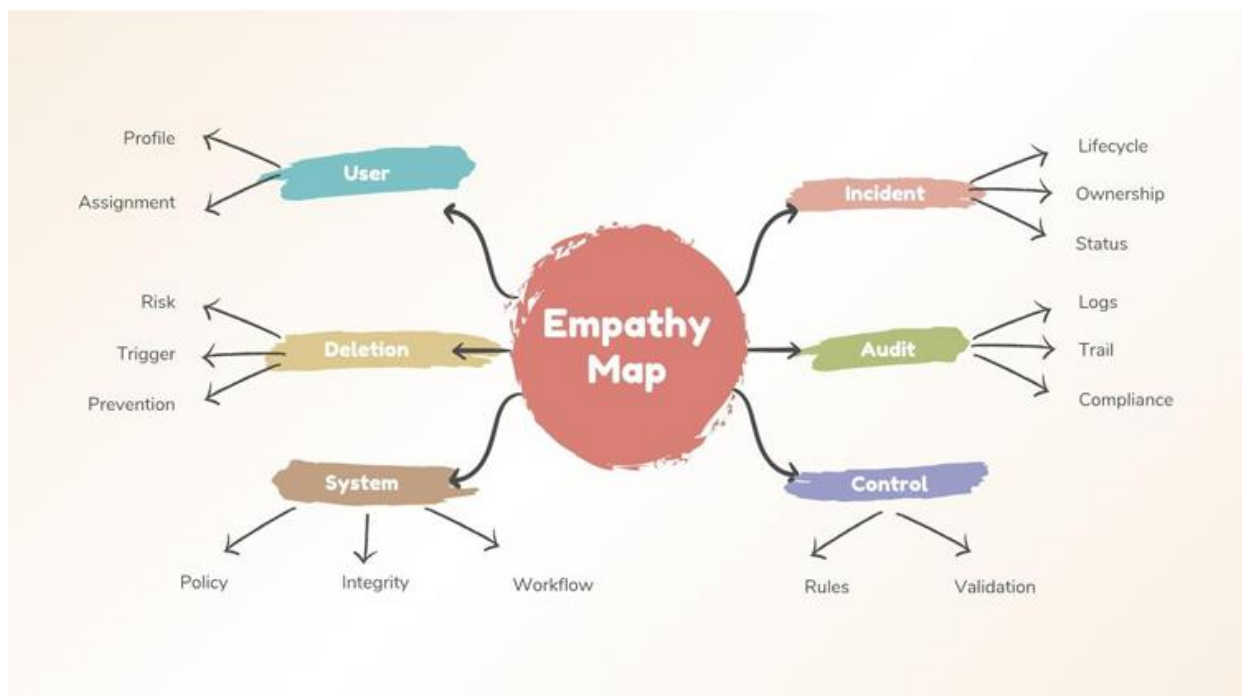 Empathy
Map
User
Profile
Assignment
Deletion
Risk
Trigger
Prevention
System
Policy
Integrity
Workflow
Incident
Lifecycle
Ownership
Status
Audit
Logs
Trail
Compliance
Control
Rules
Validation